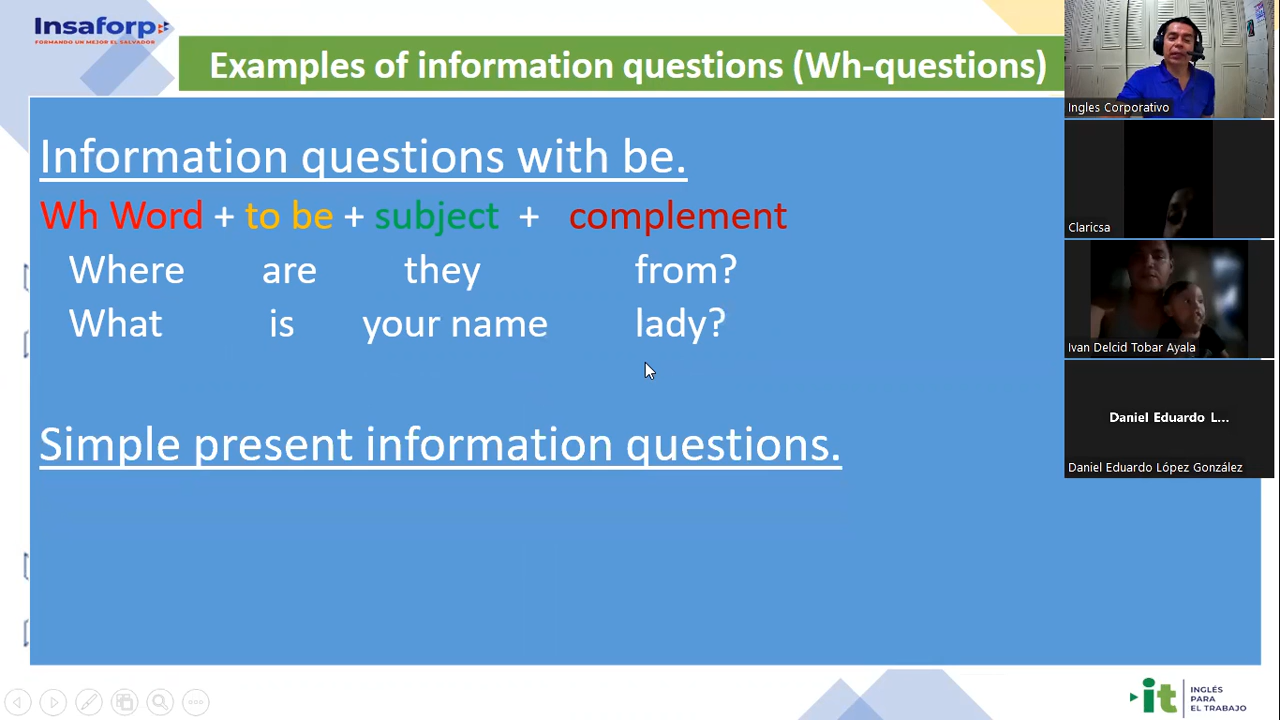 Insaforp
FORMANDO UN MEJOR EL SALVADOR
Examples of information questions (Wh-questions)
Information questions with be.
Wh Word + to be + subject + complement
Where are they from?
What is your name lady?
Simple present information questions.
Ingles Corporativo
Claricsa
Ivan Delcid Tobar Ayala
Daniel Eduardo L...
Daniel Eduardo López González
it INGLÉS
PARA
EL TRABAJO